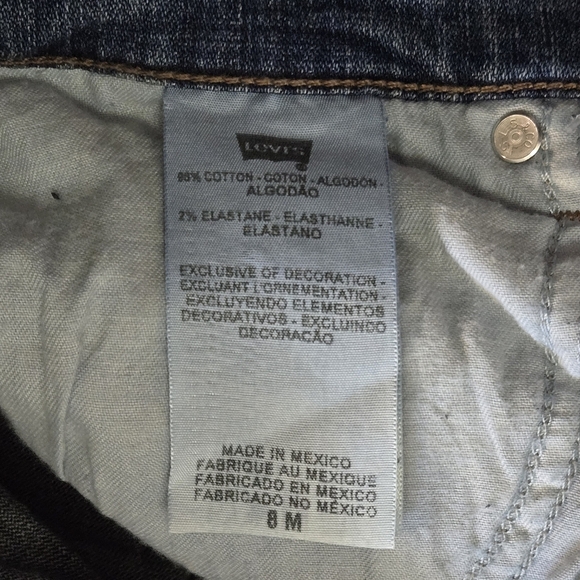 Levi's
98% COTTON - COTON - ALGODON -
ALGODÃO
2% ELASTANE - ELASTHANNE -
ELASTANO
EXCLUSIVE OF DECORATION -
EXCLUANT L'ORNEMENTATION -
EXCLUYENDO ELEMENTOS
DECORATIVOS - EXCLUINDO
DECORAÇÃO
MADE IN MEXICO
FABRIQUE AU MEXIQUE
FABRICADO EN MÉXICO
FABRICADO NO MÉXICO
8 M